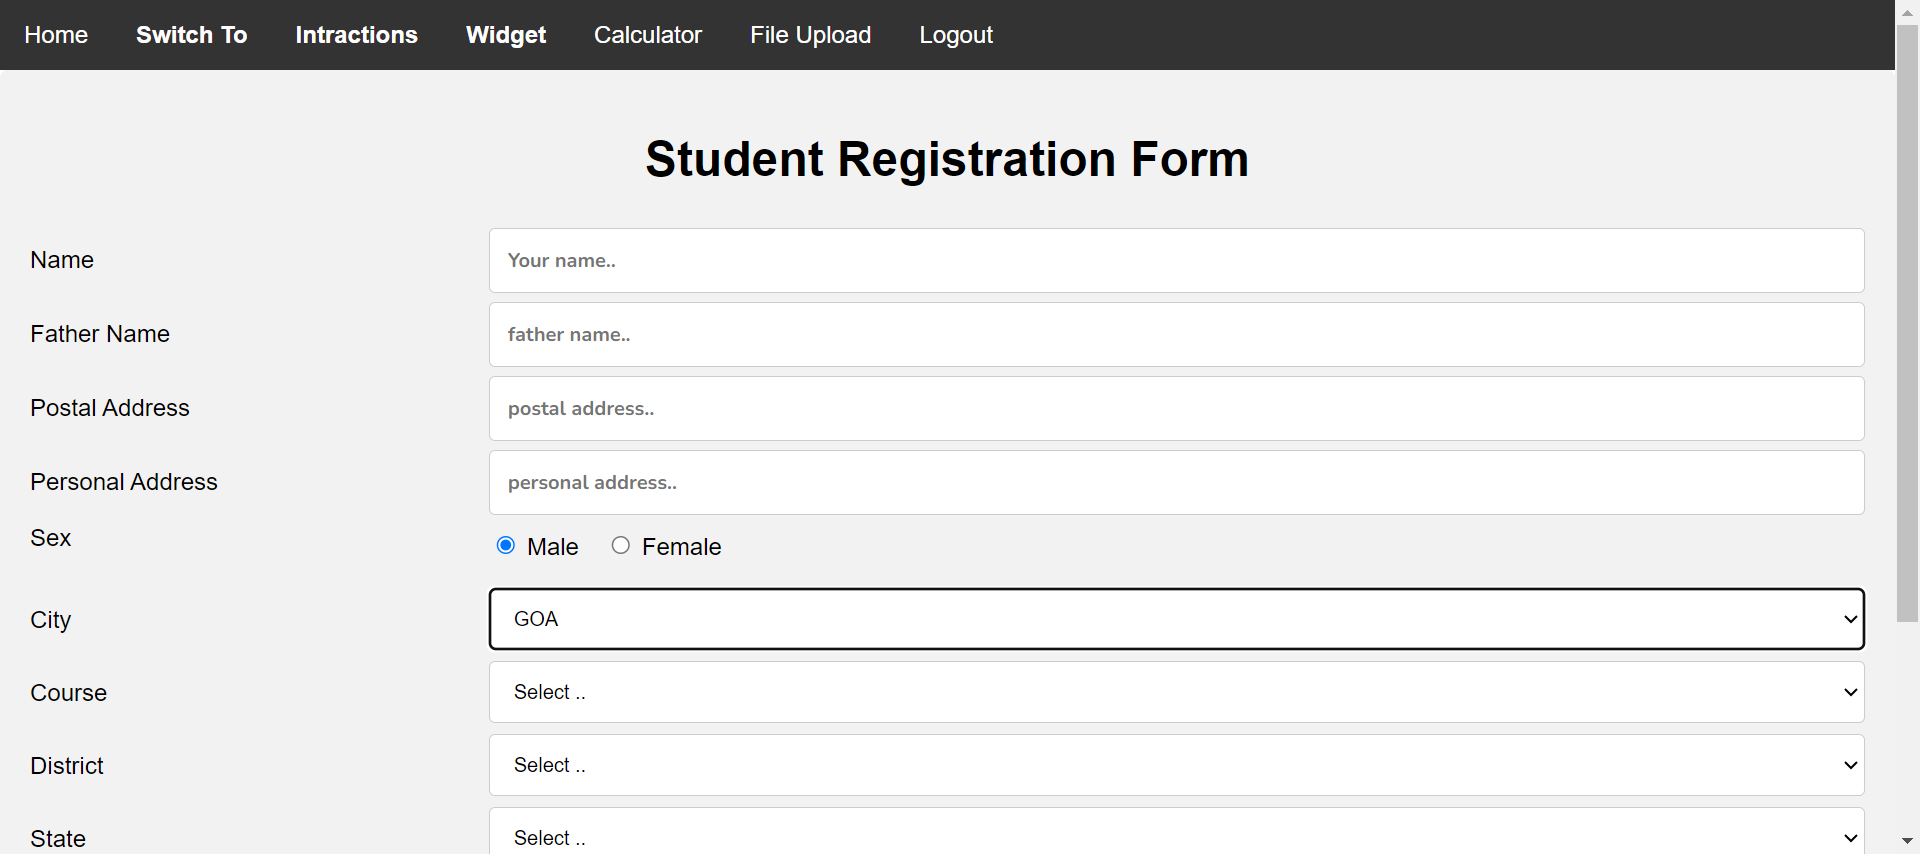 Home Switch To Intractions Widget Calculator File Upload Logout
Student Registration Form
Name Your name..
Father Name father name..
Postal Address postal address..
Personal Address personal address..
Sex Male Female
City GOA
Course Select ..
District Select ..
State Select ..